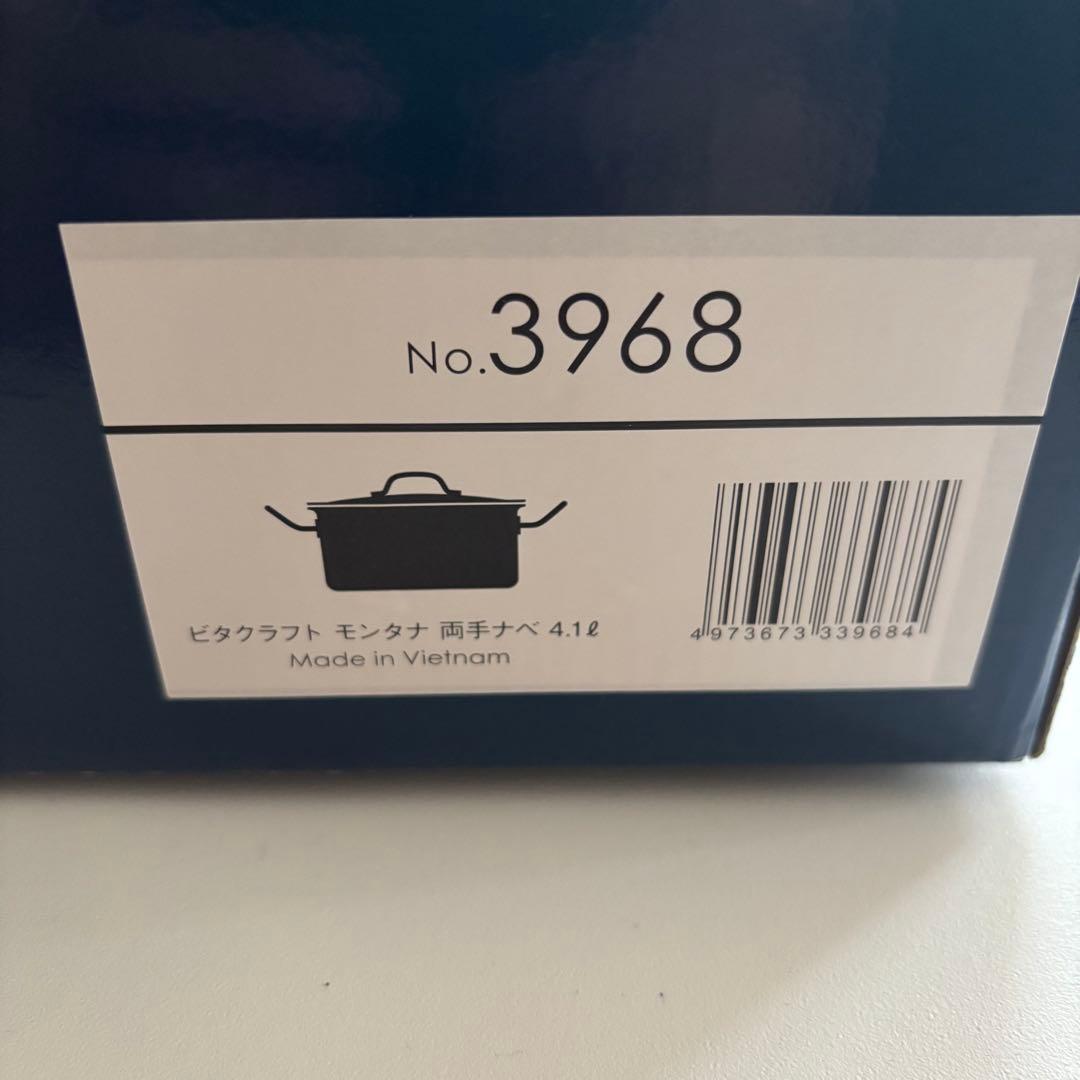 No.3968
ビタクラフト モンタナ 両手ナベ 4.1ℓ
Made in Vietnam
4973673339684